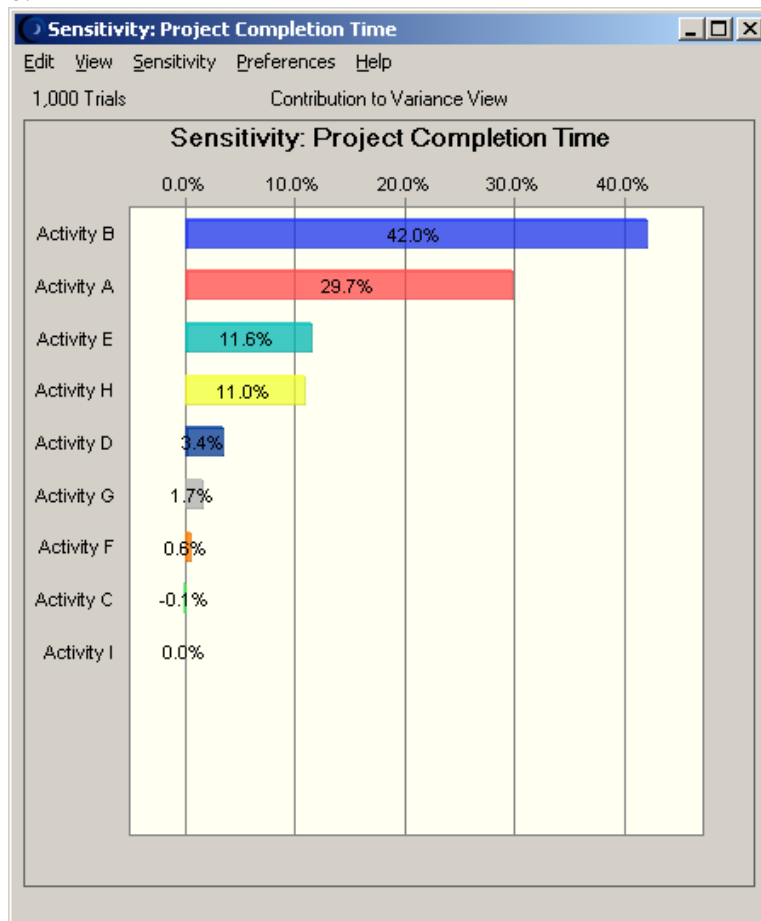 Sensitivity: Project Completion Time
Edit View Sensitivity Preferences Help
1,000 Trials Contribution to Variance View
Sensitivity: Project Completion Time
0.0% 10.0% 20.0% 30.0% 40.0%
Activity B 42.0%
Activity A 29.7%
Activity E 11.6%
Activity H 11.0%
Activity D 3.4%
Activity G 1.7%
Activity F 0.6%
Activity C -0.1%
Activity I 0.0%